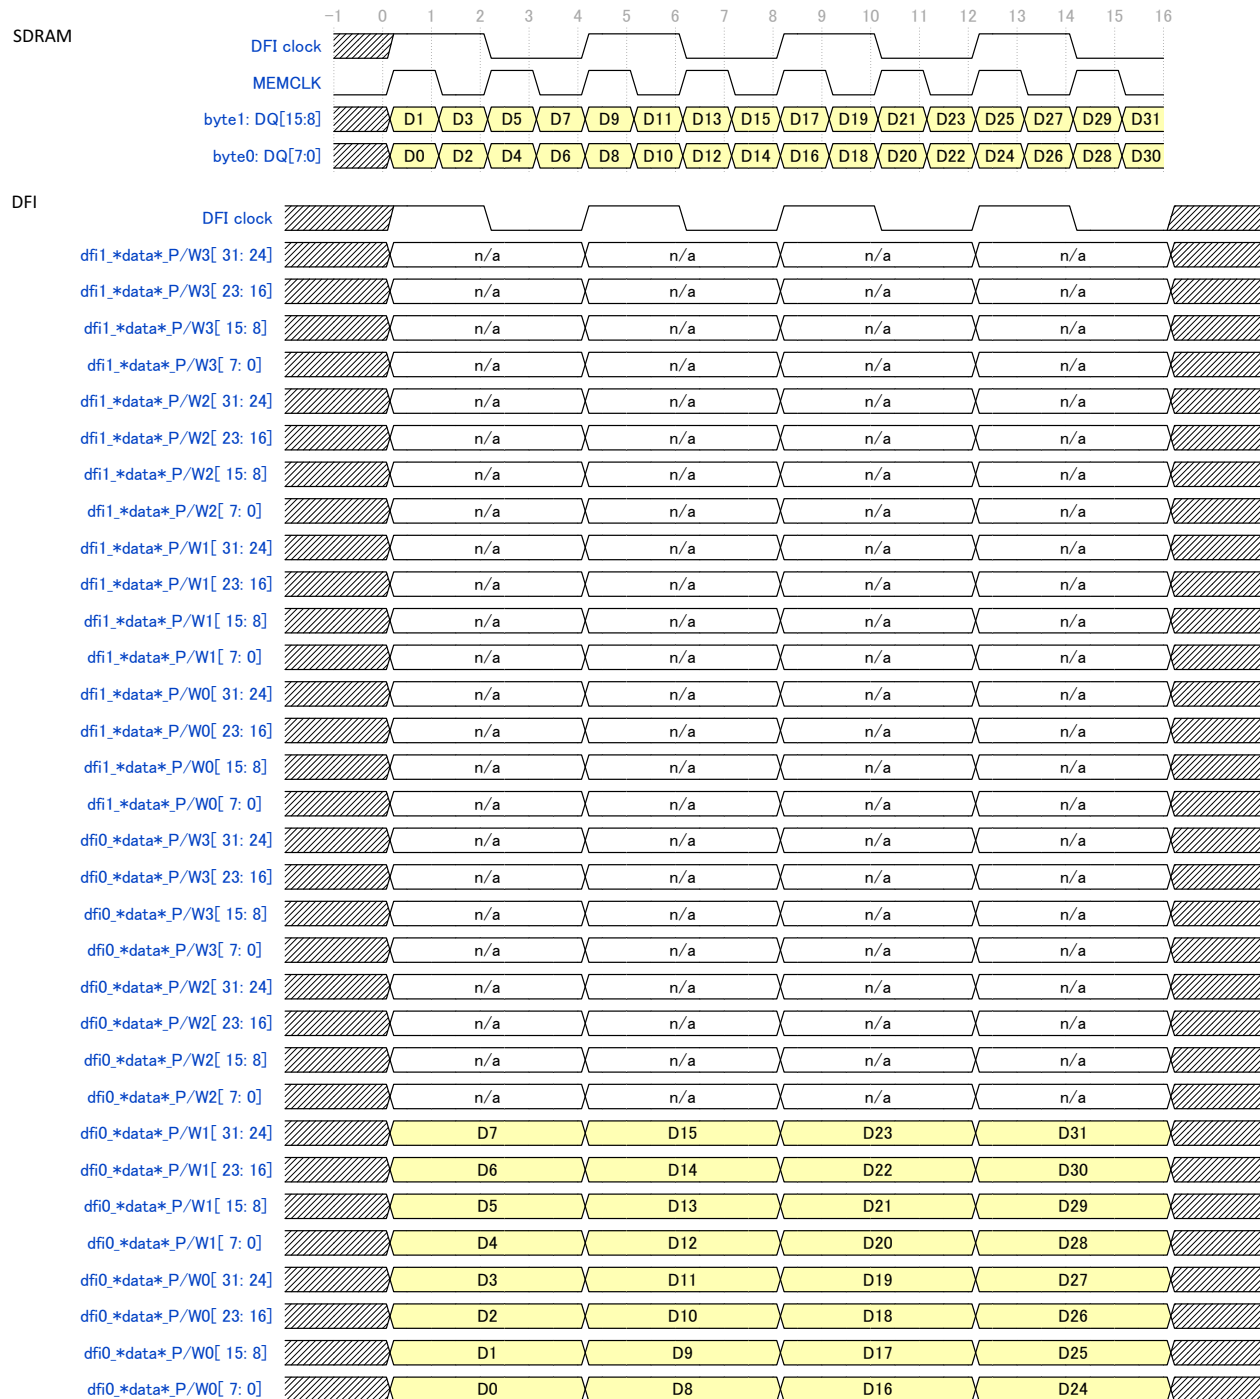 -1 0 1 2 3 4 5 6 7 8 9 10 11 12 13 14 15 16
SDRAM
DFI clock
MEMCLK
byte1: DQ[15:8] D1 D3 D5 D7 D9 D11 D13 D15 D17 D19 D21 D23 D25 D27 D29 D31
byte0: DQ[7:0] D0 D2 D4 D6 D8 D10 D12 D14 D16 D18 D20 D22 D24 D26 D28 D30
DFI
DFI clock
dfi1_*data*_P/W3[ 31: 24] n/a n/a n/a n/a
dfi1_*data*_P/W3[ 23: 16] n/a n/a n/a n/a
dfi1_*data*_P/W3[ 15: 8] n/a n/a n/a n/a
dfi1_*data*_P/W3[ 7: 0] n/a n/a n/a n/a
dfi1_*data*_P/W2[ 31: 24] n/a n/a n/a n/a
dfi1_*data*_P/W2[ 23: 16] n/a n/a n/a n/a
dfi1_*data*_P/W2[ 15: 8] n/a n/a n/a n/a
dfi1_*data*_P/W2[ 7: 0] n/a n/a n/a n/a
dfi1_*data*_P/W1[ 31: 24] n/a n/a n/a n/a
dfi1_*data*_P/W1[ 23: 16] n/a n/a n/a n/a
dfi1_*data*_P/W1[ 15: 8] n/a n/a n/a n/a
dfi1_*data*_P/W1[ 7: 0] n/a n/a n/a n/a
dfi1_*data*_P/W0[ 31: 24] n/a n/a n/a n/a
dfi1_*data*_P/W0[ 23: 16] n/a n/a n/a n/a
dfi1_*data*_P/W0[ 15: 8] n/a n/a n/a n/a
dfi1_*data*_P/W0[ 7: 0] n/a n/a n/a n/a
dfi0_*data*_P/W3[ 31: 24] n/a n/a n/a n/a
dfi0_*data*_P/W3[ 23: 16] n/a n/a n/a n/a
dfi0_*data*_P/W3[ 15: 8] n/a n/a n/a n/a
dfi0_*data*_P/W3[ 7: 0] n/a n/a n/a n/a
dfi0_*data*_P/W2[ 31: 24] n/a n/a n/a n/a
dfi0_*data*_P/W2[ 23: 16] n/a n/a n/a n/a
dfi0_*data*_P/W2[ 15: 8] n/a n/a n/a n/a
dfi0_*data*_P/W2[ 7: 0] n/a n/a n/a n/a
dfi0_*data*_P/W1[ 31: 24] D7 D15 D23 D31
dfi0_*data*_P/W1[ 23: 16] D6 D14 D22 D30
dfi0_*data*_P/W1[ 15: 8] D5 D13 D21 D29
dfi0_*data*_P/W1[ 7: 0] D4 D12 D20 D28
dfi0_*data*_P/W0[ 31: 24] D3 D11 D19 D27
dfi0_*data*_P/W0[ 23: 16] D2 D10 D18 D26
dfi0_*data*_P/W0[ 15: 8] D1 D9 D17 D25
dfi0_*data*_P/W0[ 7: 0] D0 D8 D16 D24